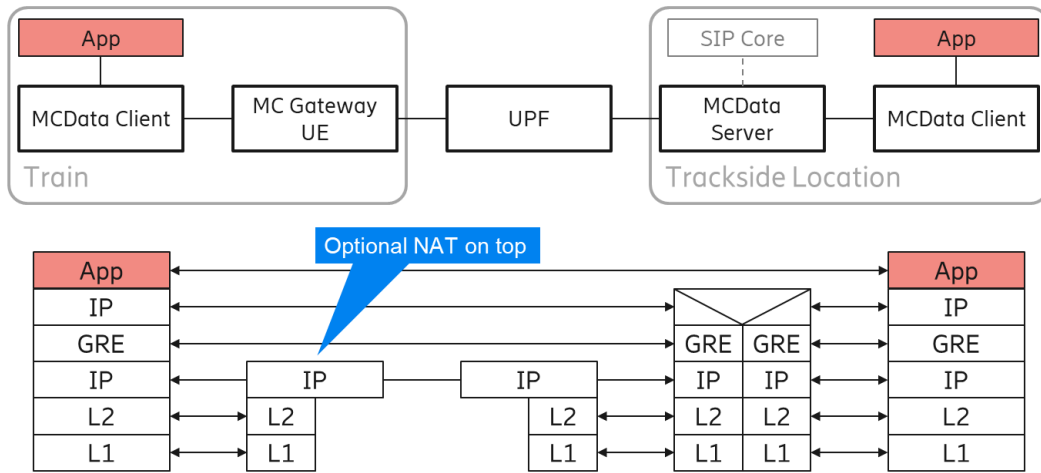 App
SIP Core
App
MCData Client
MC Gateway
UE
UPF
MCData
Server
MCData Client
Train
Trackside Location
Optional NAT on top
App
App
IP
IP
GRE
GRE
GRE
GRE
IP
IP
IP
IP
IP
IP
L2
L2
L2
L2
L2
L2
L1
L1
L1
L1
L1
L1